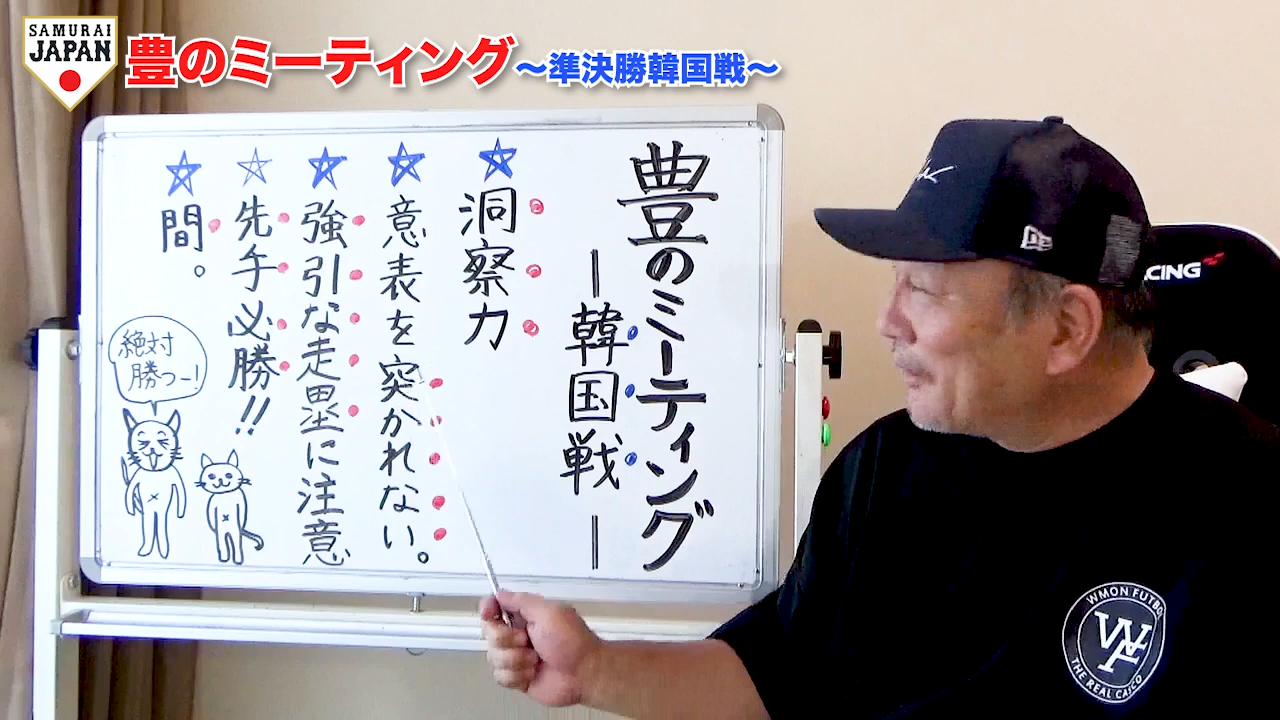 SAMURAI
JAPAN
豊のミーティング
～準決勝韓国戦～
豊のミーティング
ー韓国戦ー
☆洞察力
☆意表を突かれない。
☆強引な走塁に注意
☆先手必勝!!
☆間。
絶対
勝つー!
CING
WMON FUTBO
THE REAL CAICO